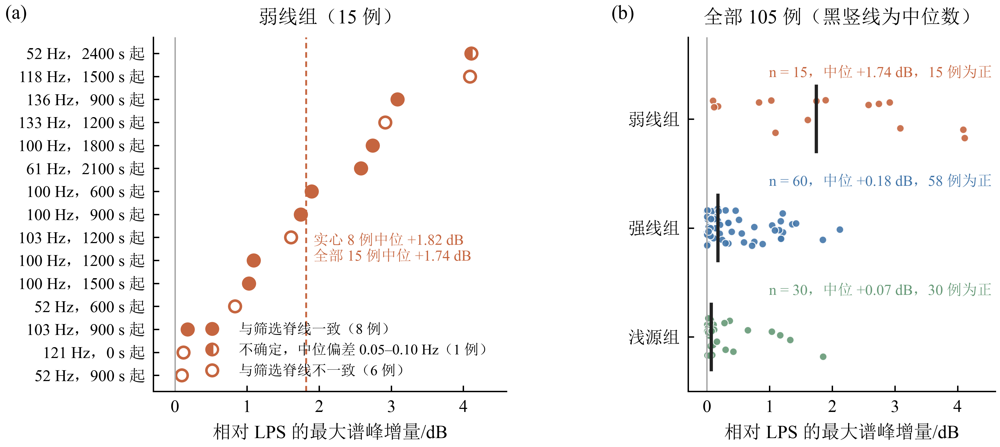 (a)
弱线组（15 例）
52 Hz，2400 s 起
118 Hz，1500 s 起
136 Hz，900 s 起
133 Hz，1200 s 起
100 Hz，1800 s 起
61 Hz，2100 s 起
100 Hz，600 s 起
100 Hz，900 s 起
103 Hz，1200 s 起
100 Hz，1200 s 起
100 Hz，1500 s 起
52 Hz，600 s 起
103 Hz，900 s 起
121 Hz，0 s 起
52 Hz，900 s 起
实心 8 例中位 +1.82 dB
全部 15 例中位 +1.74 dB
与筛选脊线一致（8 例）
不确定，中位偏差 0.05–0.10 Hz（1 例）
与筛选脊线不一致（6 例）
0 1 2 3 4
相对 LPS 的最大谱峰增量/dB
(b)
全部 105 例（黑竖线为中位数）
n = 15，中位 +1.74 dB，15 例为正
弱线组
n = 60，中位 +0.18 dB，58 例为正
强线组
n = 30，中位 +0.07 dB，30 例为正
浅源组
0 1 2 3 4
相对 LPS 的最大谱峰增量/dB